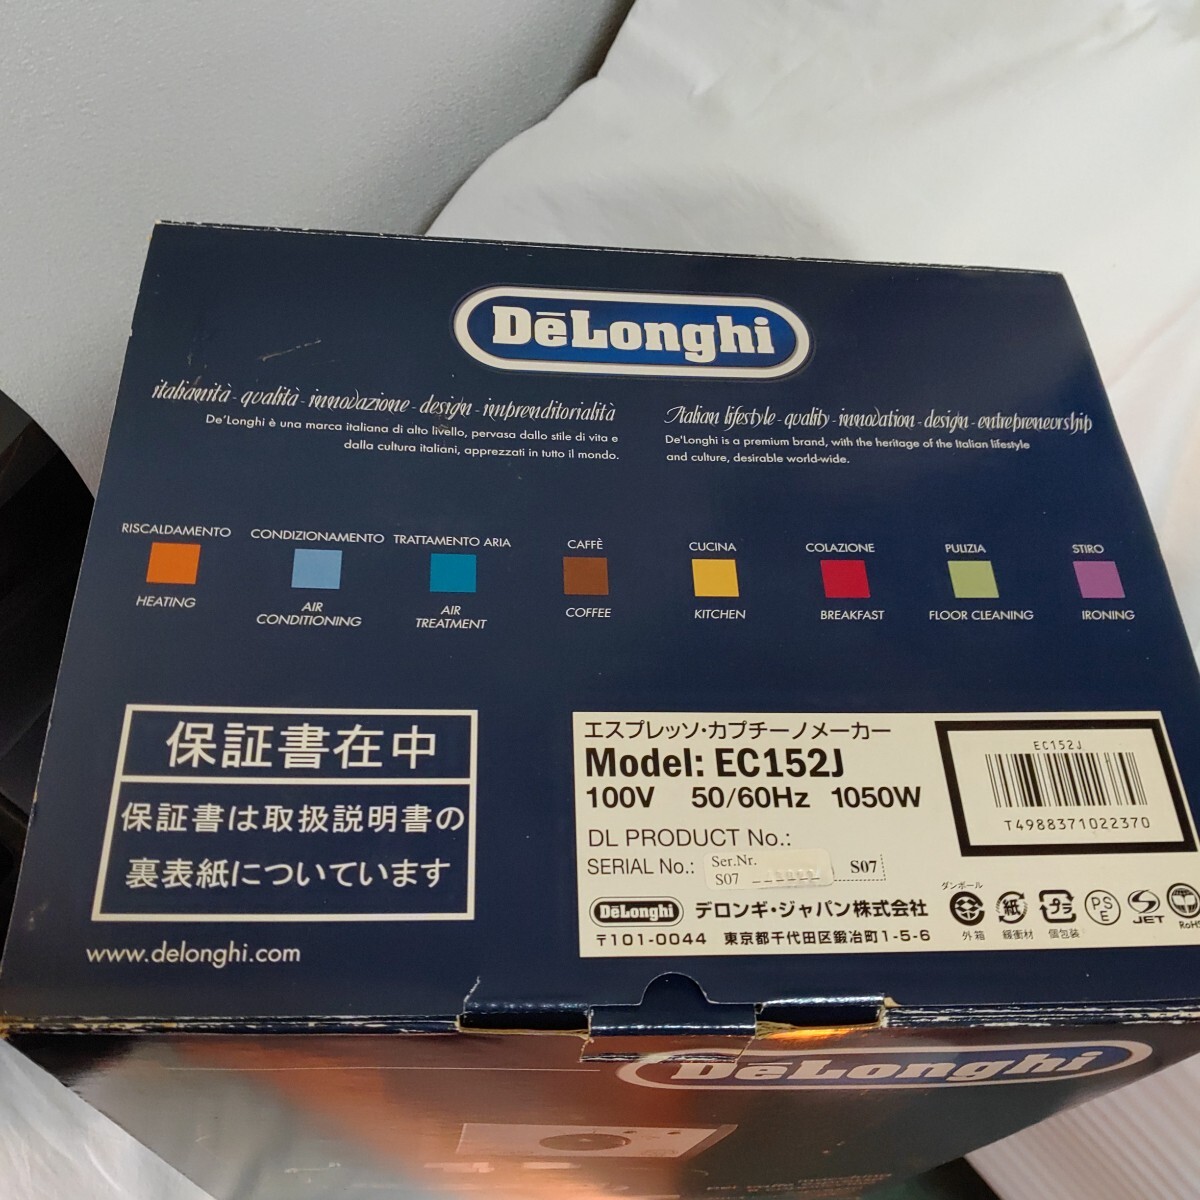 DeLonghi
italianità - qualità - innovazione - design - imprenditorialità
De'Longhi è una marca italiana di alto livello, pervasa dallo stile di vita e
dalla cultura italiani, apprezzati in tutto il mondo.
Italian lifestyle - quality - innovation - design - entrepreneurship
De'Longhi is a premium brand, with the heritage of the Italian lifestyle
and culture, desirable world-wide.
RISCALDAMENTO
HEATING
CONDIZIONAMENTO
AIR
CONDITIONING
TRATTAMENTO ARIA
AIR
TREATMENT
CAFFÈ
COFFEE
CUCINA
KITCHEN
COLAZIONE
BREAKFAST
PULIZIA
FLOOR CLEANING
STIRO
IRONING
保証書在中
保証書は取扱説明書の
裏表紙についています
www.delonghi.com
エスプレッソ・カプチーノメーカー
Model: EC152J
100V 50/60Hz 1050W
DL PRODUCT No.:
SERIAL No.:
Ser.Nr.
S07
S07
EC152J
T4988371022370
DeLonghi デロンギ・ジャパン株式会社
〒101-0044 東京都千代田区鍛冶町1-5-6
ダンボール
外箱
紙
緩衝材
プラ
個包装
PSE
JET
RoHS
DeLonghi